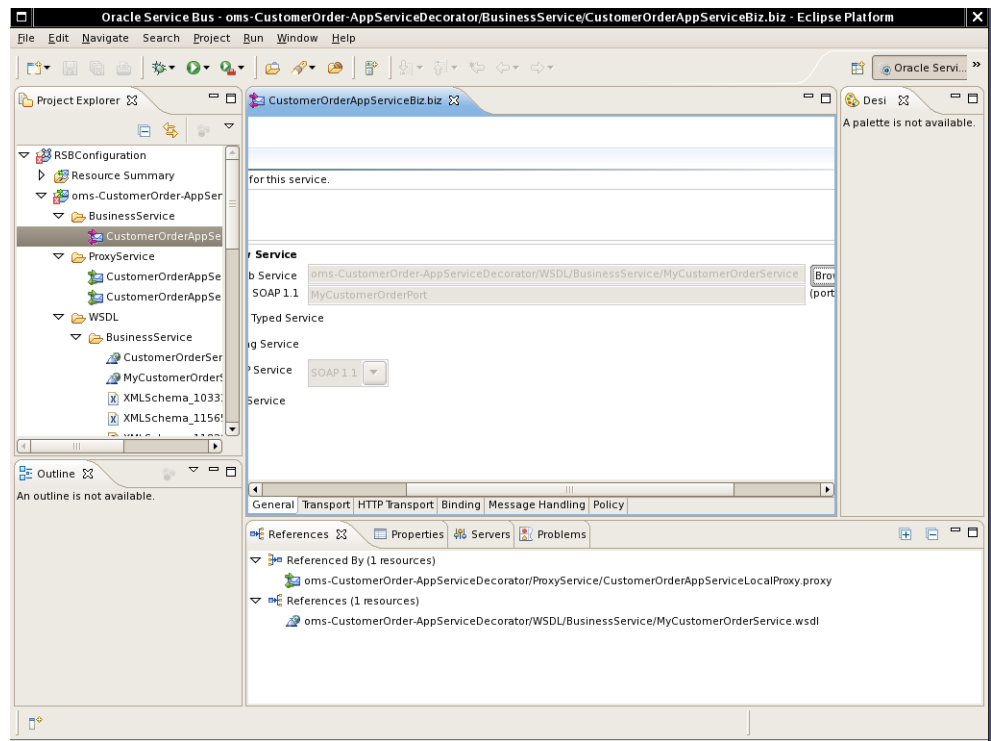 Oracle Service Bus - oms-CustomerOrder-AppServiceDecorator/BusinessService/CustomerOrderAppServiceBiz.biz - Eclipse Platform
File Edit Navigate Search Project Run Window Help
Oracle Servi... »
Project Explorer
RSBConfiguration
Resource Summary
oms-CustomerOrder-AppSer
BusinessService
CustomerOrderAppSe
ProxyService
CustomerOrderAppSe
CustomerOrderAppSe
WSDL
BusinessService
CustomerOrderSer
MyCustomerOrderS
XMLSchema_1033
XMLSchema_1156
Outline
An outline is not available.
CustomerOrderAppServiceBiz.biz
for this service.
Service
Service
oms-CustomerOrder-AppServiceDecorator/WSDL/BusinessService/MyCustomerOrderService
Bro
SOAP 1.1
MyCustomerOrderPort
(port
Typed Service
Service
Service
SOAP 1.1
Service
General Transport HTTP Transport Binding Message Handling Policy
Desi
A palette is not available.
References Properties Servers Problems
Referenced By (1 resources)
oms-CustomerOrder-AppServiceDecorator/ProxyService/CustomerOrderAppServiceLocalProxy.proxy
References (1 resources)
oms-CustomerOrder-AppServiceDecorator/WSDL/BusinessService/MyCustomerOrderService.wsdl